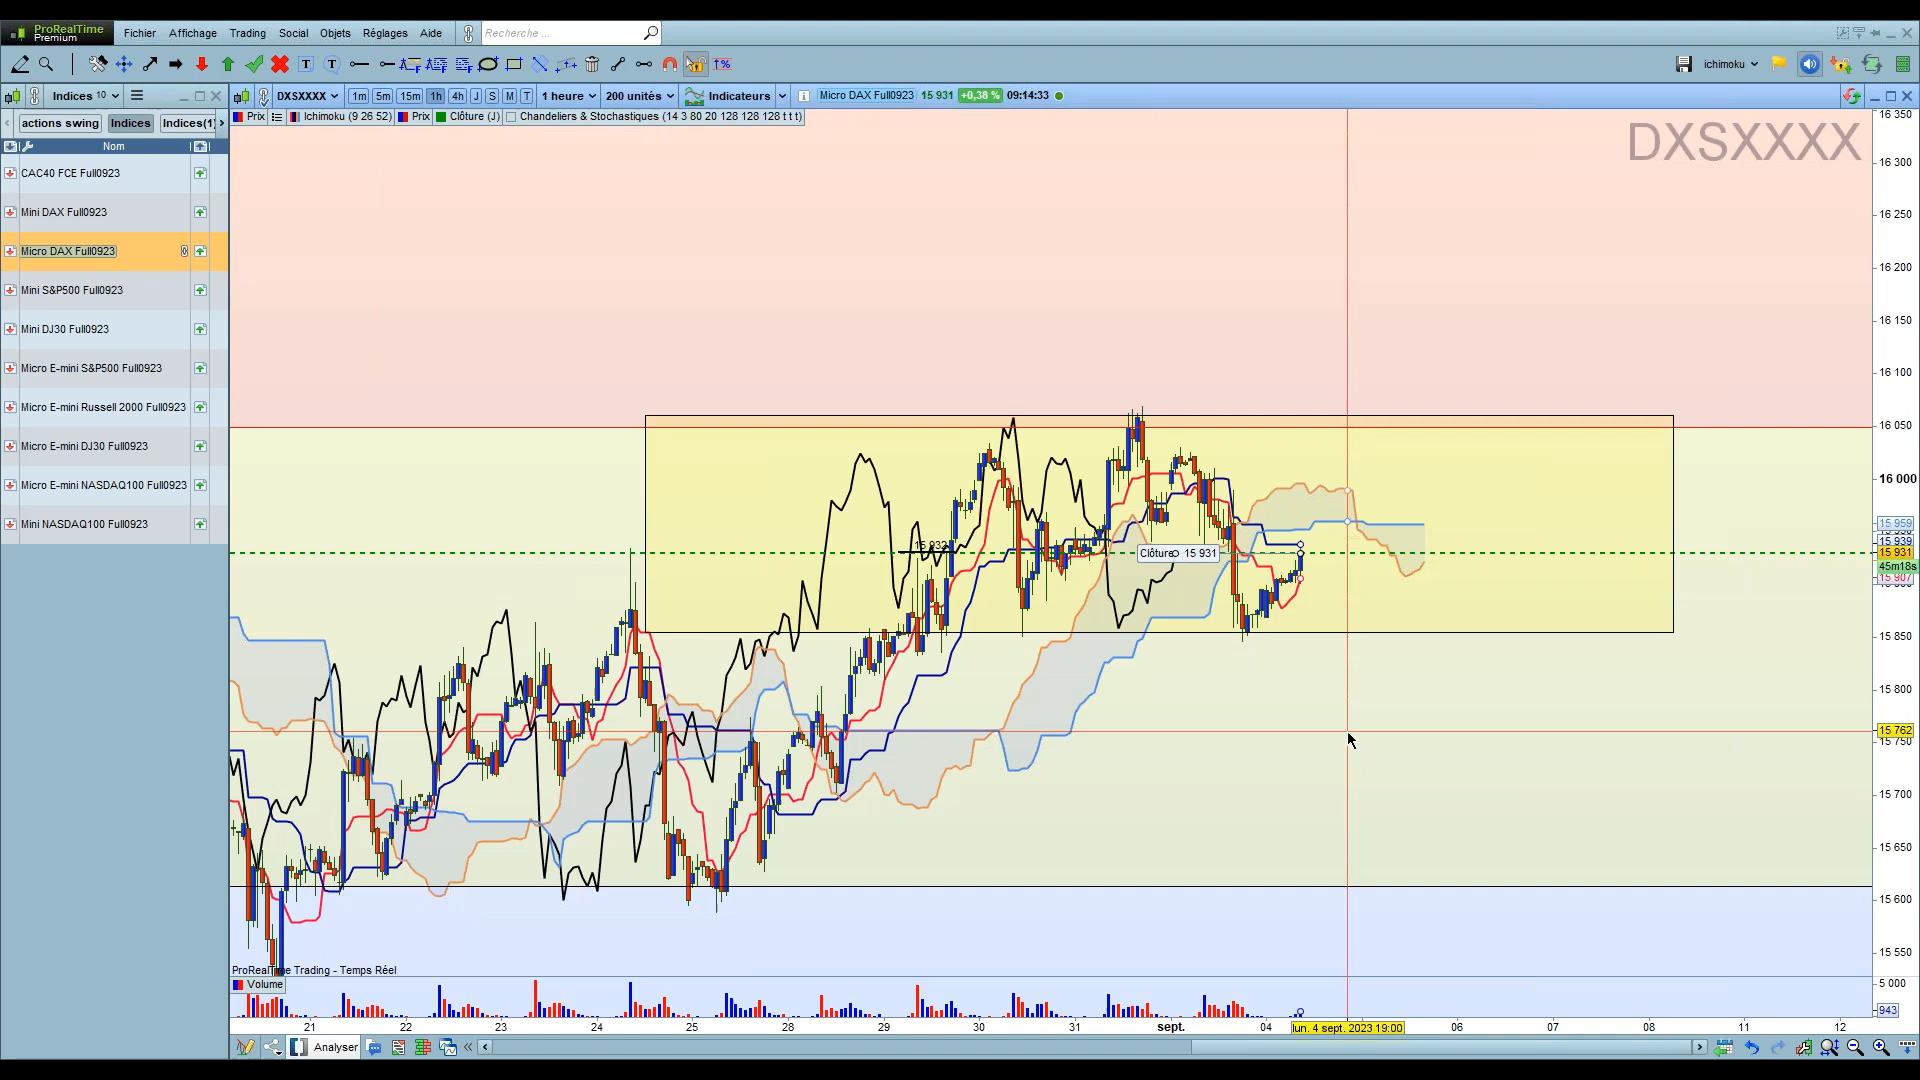 ProRealTime
Premium
Fichier Affichage Trading Social Objets Réglages Aide
Recherche ...
ichimoku
Indices 10
DXSXXXX 1m 5m 15m 1h 4h J S M T 1 heure 200 unités Indicateurs Micro DAX Full0923 15 931 +0,38 % 09:14:33
actions swing Indices Indices(1)
Prix Ichimoku (9 26 52) Prix Clôture (J) Chandeliers & Stochastiques (14 3 80 20 128 128 128 t t t)
Nom
CAC40 FCE Full0923
Mini DAX Full0923
Micro DAX Full0923
Mini S&P500 Full0923
Mini DJ30 Full0923
Micro E-mini S&P500 Full0923
Micro E-mini Russell 2000 Full0923
Micro E-mini DJ30 Full0923
Micro E-mini NASDAQ100 Full0923
Mini NASDAQ100 Full0923
DXSXXXX
16 350
16 300
16 250
16 200
16 150
16 100
16 050
16 000
15 959
15 939
15 931
45m18s
15 907
15 850
15 800
15 762
15 750
15 700
15 650
15 600
15 550
15 932
Clôture 15 931
ProRealTime Trading - Temps Réel
Volume
5 000
943
21 22 23 24 25 28 29 30 31 sept. 04 lun. 4 sept. 2023 19:00 06 07 08 11 12
Analyser